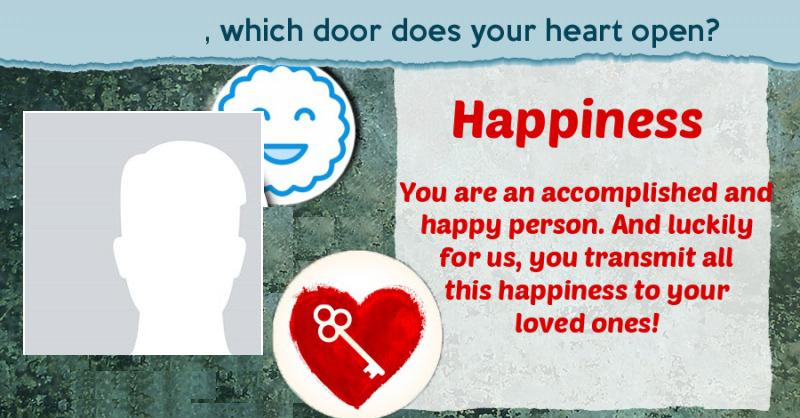 , which door does your heart open?
Happiness
You are an accomplished and
happy person. And luckily
for us, you transmit all
this happiness to your
loved ones!